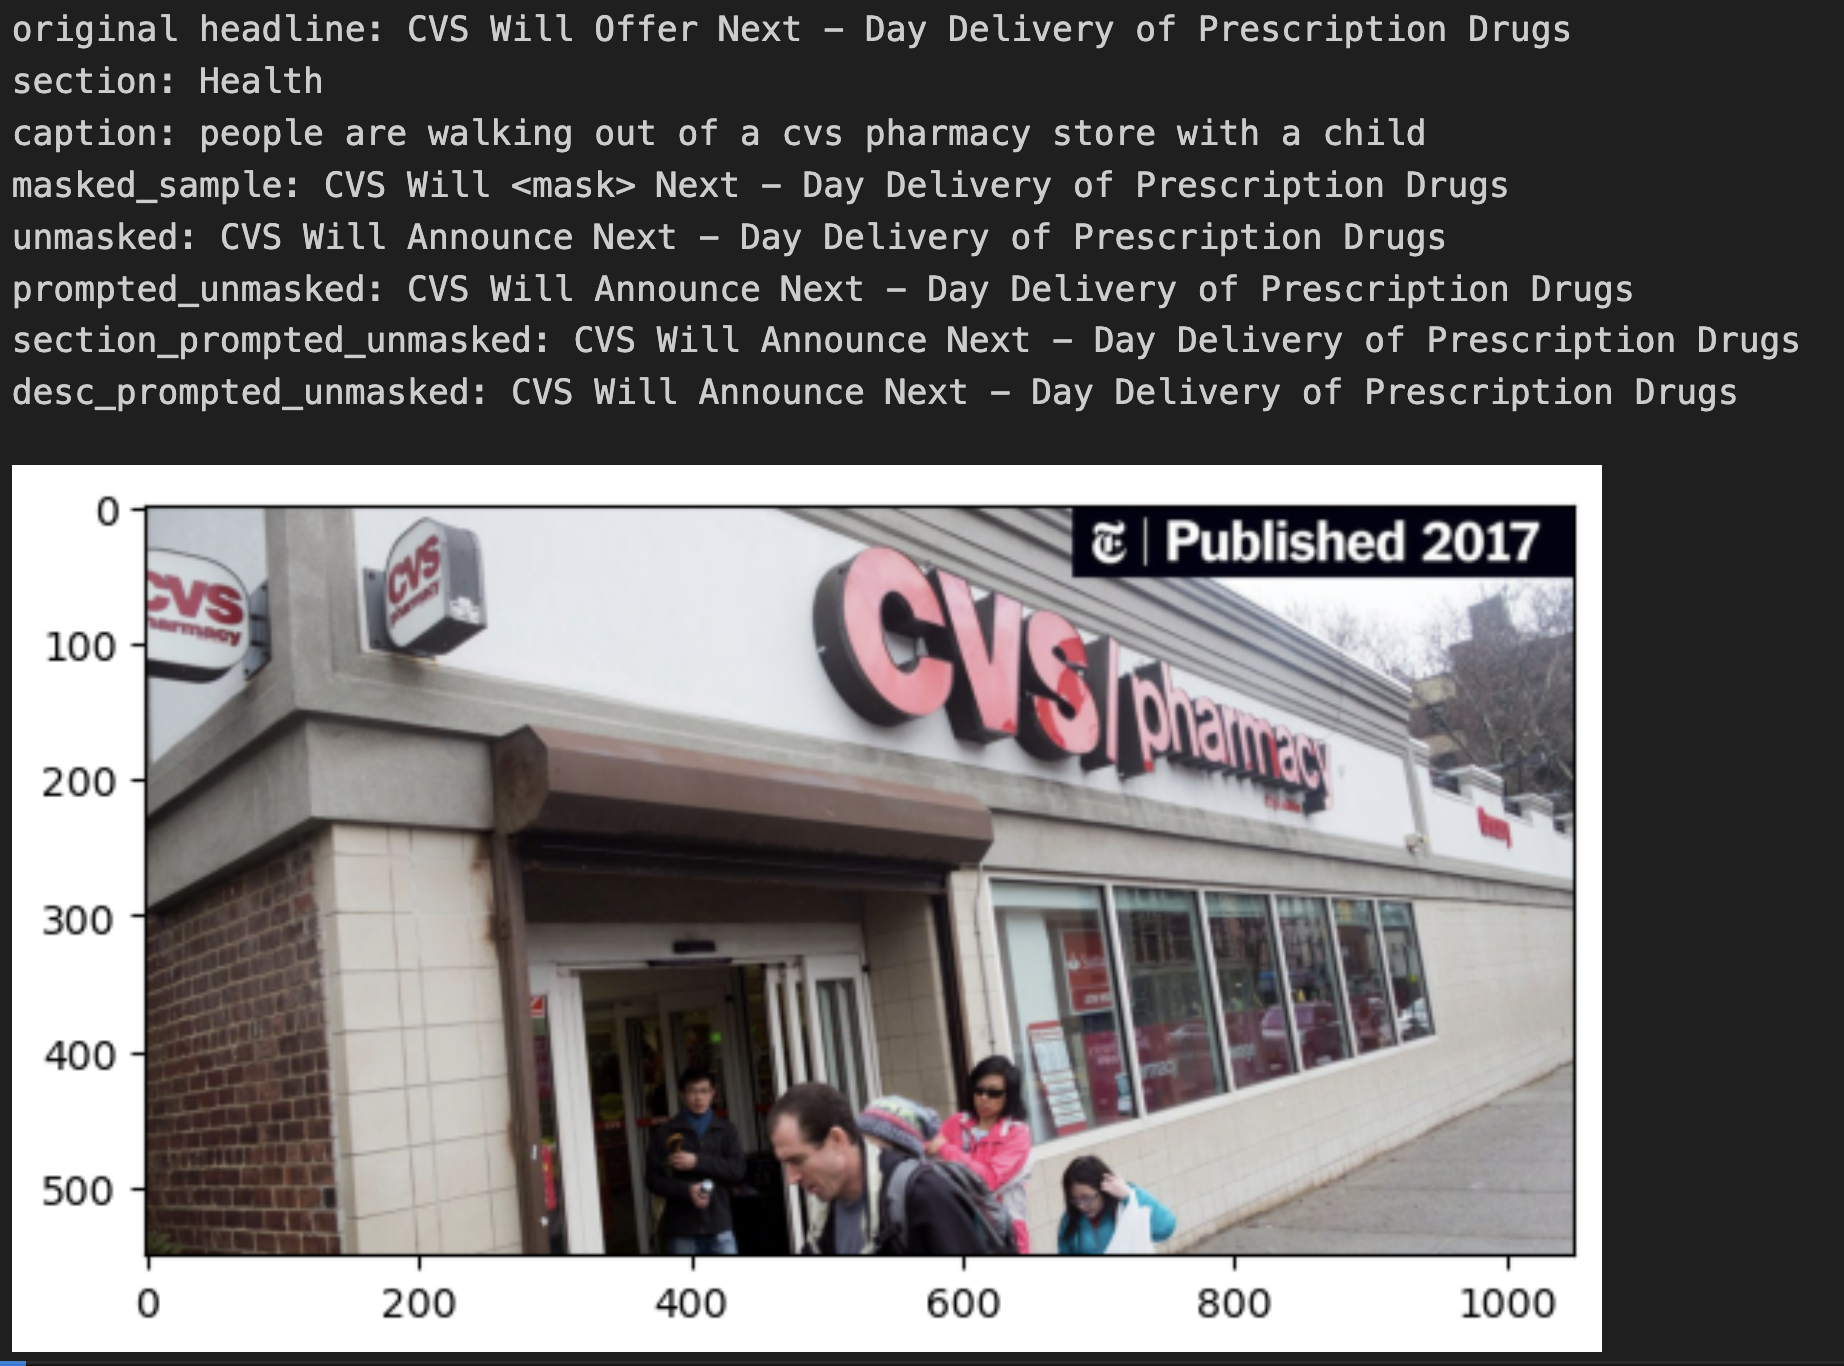 original headline: CVS Will Offer Next – Day Delivery of Prescription Drugs
section: Health
caption: people are walking out of a cvs pharmacy store with a child
masked_sample: CVS Will <mask> Next – Day Delivery of Prescription Drugs
unmasked: CVS Will Announce Next – Day Delivery of Prescription Drugs
prompted_unmasked: CVS Will Announce Next – Day Delivery of Prescription Drugs
section_prompted_unmasked: CVS Will Announce Next – Day Delivery of Prescription Drugs
desc_prompted_unmasked: CVS Will Announce Next – Day Delivery of Prescription Drugs
0
T | Published 2017
CVS
pharmacy
CVS
harmacy
CVS/pharmacy
100
200
300
400
500
0
200
400
600
800
1000